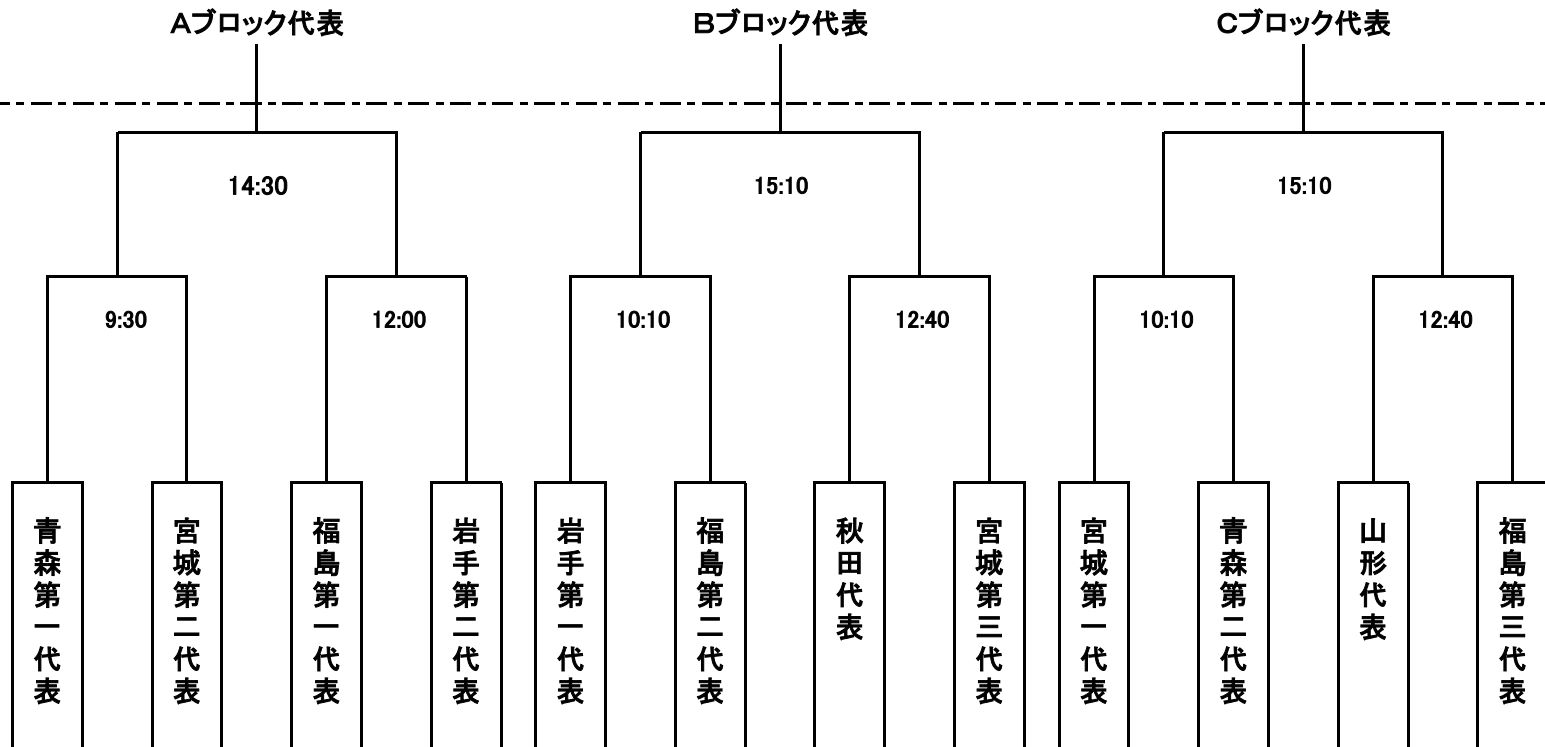 Aブロック代表
Bブロック代表
Cブロック代表
14:30
15:10
15:10
9:30
12:00
10:10
12:40
10:10
12:40
青森第一代表
宮城第二代表
福島第一代表
岩手第二代表
岩手第一代表
福島第二代表
秋田代表
宮城第三代表
宮城第一代表
青森第二代表
山形代表
福島第三代表